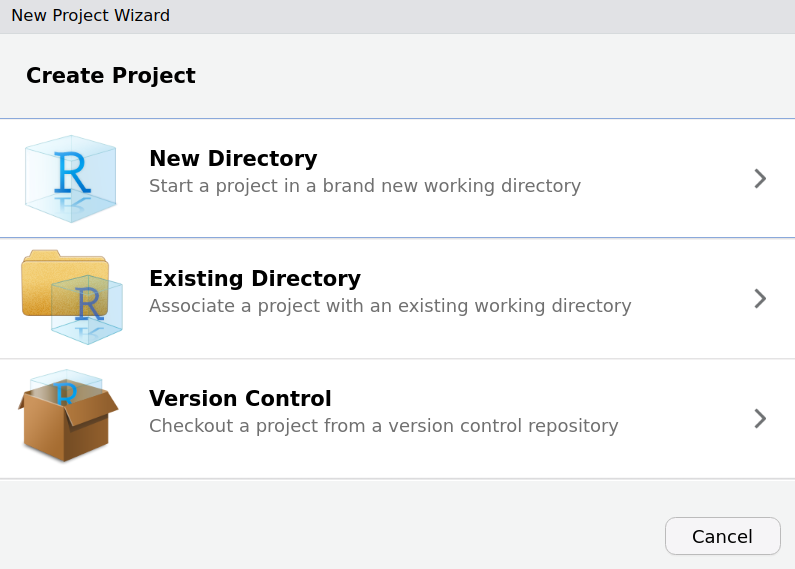 New Project Wizard
Create Project
R
New Directory
Start a project in a brand new working directory
R
Existing Directory
Associate a project with an existing working directory
R
Version Control
Checkout a project from a version control repository
Cancel